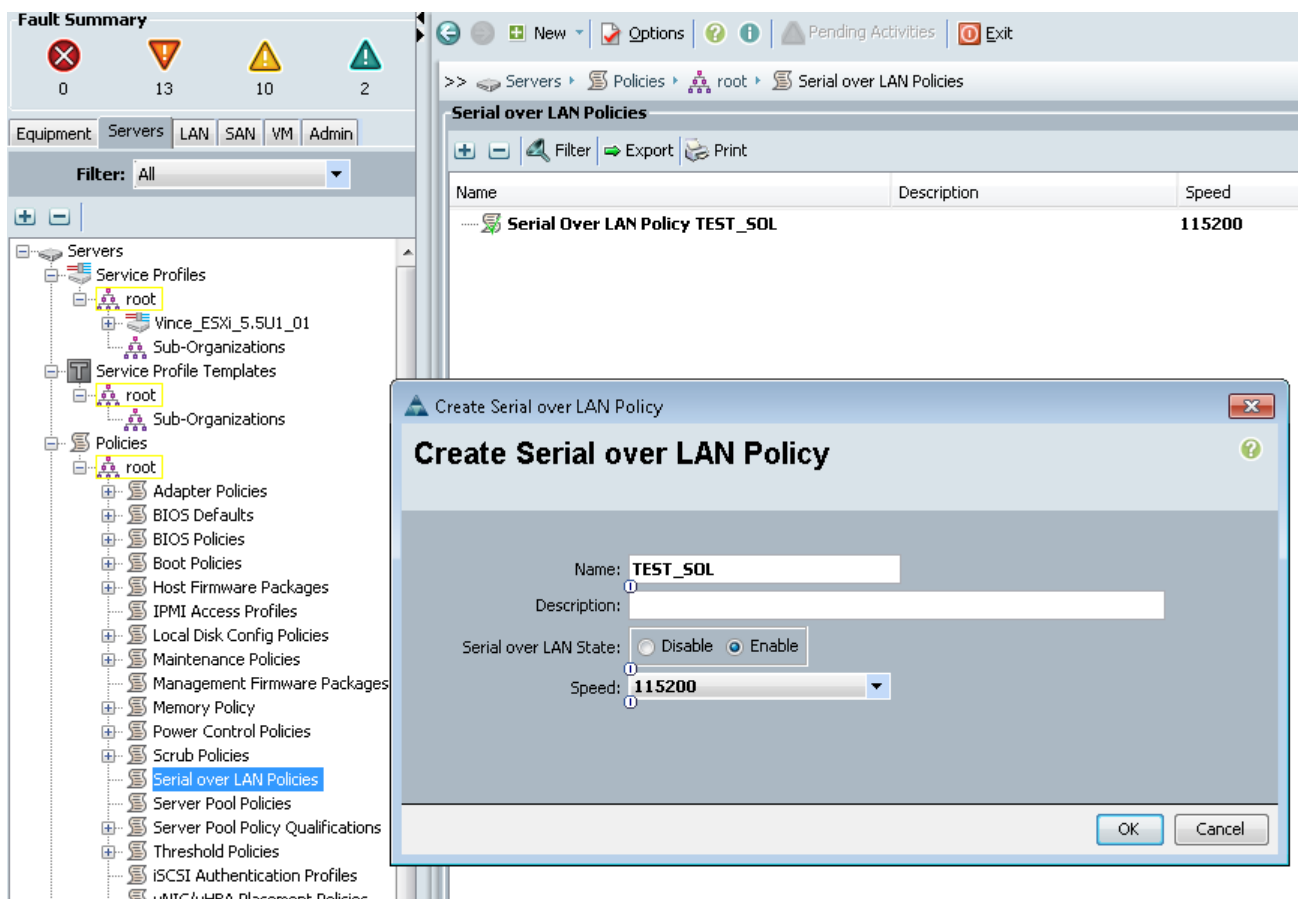 Fault Summary
0 13 10 2
Equipment Servers LAN SAN VM Admin
Filter: All
Servers
Service Profiles
root
Vince_ESXi_5.5U1_01
Sub-Organizations
Service Profile Templates
root
Sub-Organizations
Policies
root
Adapter Policies
BIOS Defaults
BIOS Policies
Boot Policies
Host Firmware Packages
IPMI Access Profiles
Local Disk Config Policies
Maintenance Policies
Management Firmware Packages
Memory Policy
Power Control Policies
Scrub Policies
Serial over LAN Policies
Server Pool Policies
Server Pool Policy Qualifications
Threshold Policies
iSCSI Authentication Profiles
vNIC/vHBA Placement Policies
New Options Pending Activities Exit
>> Servers Policies root Serial over LAN Policies
Serial over LAN Policies
Filter Export Print
Name Description Speed
Serial Over LAN Policy TEST_SOL 115200
Create Serial over LAN Policy
Create Serial over LAN Policy
Name: TEST_SOL
Description:
Serial over LAN State: Disable Enable
Speed: 115200
OK Cancel